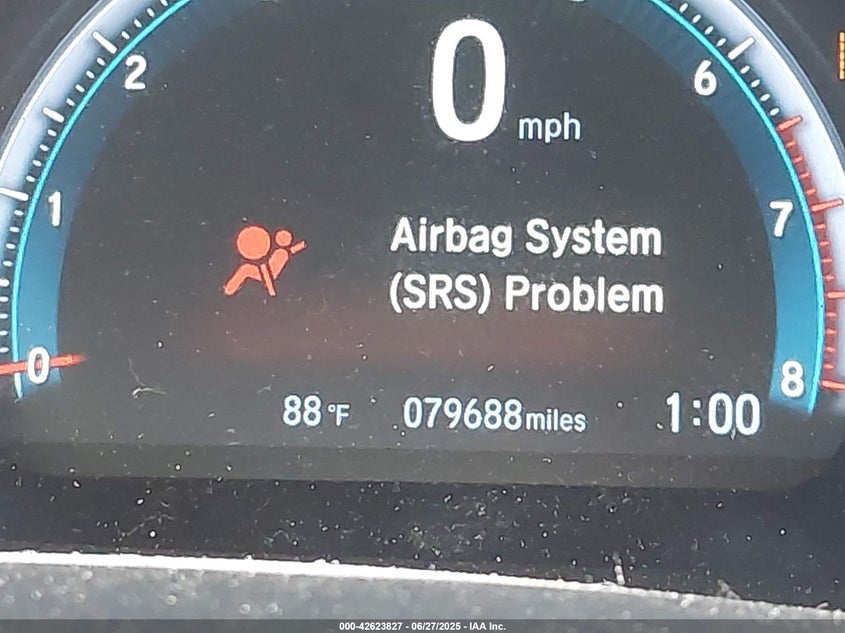 0 mph
2
6
1
7
Airbag System
(SRS) Problem
0
8
88°F 079688 miles 1:00
000-42623827 - 06/27/2025 - IAA Inc.